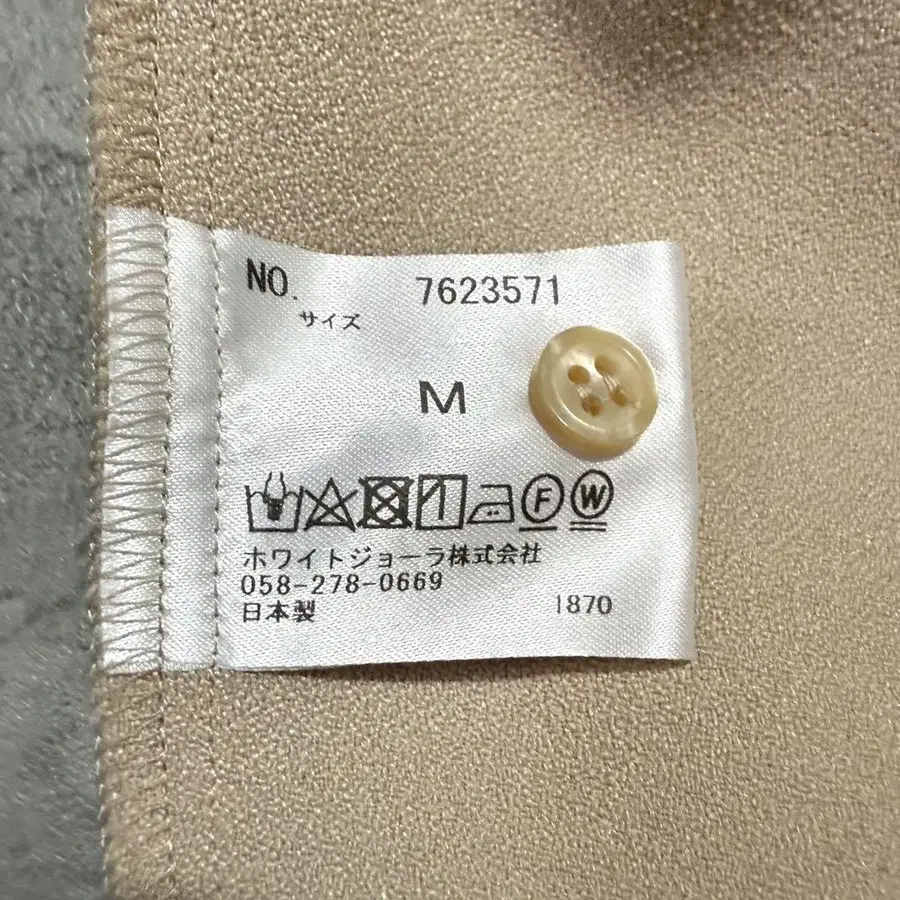 NO. 7623571
サイズ
M
F W
ホワイトジョーラ株式会社
058-278-0669
日本製 1870